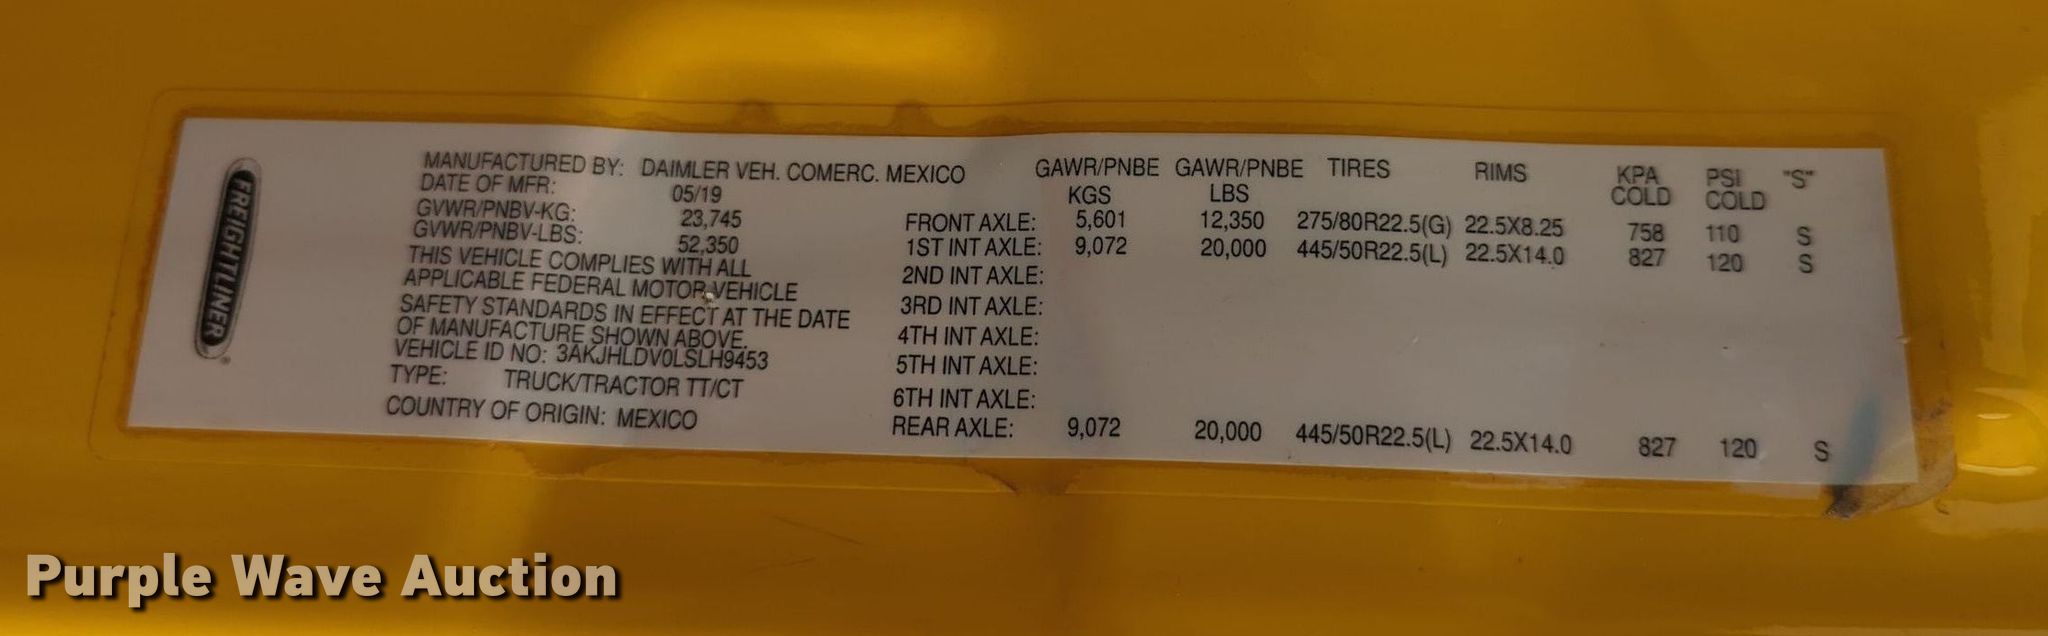 FREIGHTLINER
MANUFACTURED BY: DAIMLER VEH. COMERC. MEXICO
DATE OF MFR: 05/19
GVWR/PNBV-KG: 23,745
GVWR/PNBV-LBS: 52,350
THIS VEHICLE COMPLIES WITH ALL
APPLICABLE FEDERAL MOTOR VEHICLE
SAFETY STANDARDS IN EFFECT AT THE DATE
OF MANUFACTURE SHOWN ABOVE.
VEHICLE ID NO: 3AKJHLDV0LSLH9453
TYPE: TRUCK/TRACTOR TT/CT
COUNTRY OF ORIGIN: MEXICO
GAWR/PNBE GAWR/PNBE TIRES RIMS KPA PSI "S"
KGS LBS COLD COLD
FRONT AXLE: 5,601 12,350 275/80R22.5(G) 22.5X8.25 758 110 S
1ST INT AXLE: 9,072 20,000 445/50R22.5(L) 22.5X14.0 827 120 S
2ND INT AXLE:
3RD INT AXLE:
4TH INT AXLE:
5TH INT AXLE:
6TH INT AXLE:
REAR AXLE: 9,072 20,000 445/50R22.5(L) 22.5X14.0 827 120 S
Purple Wave Auction